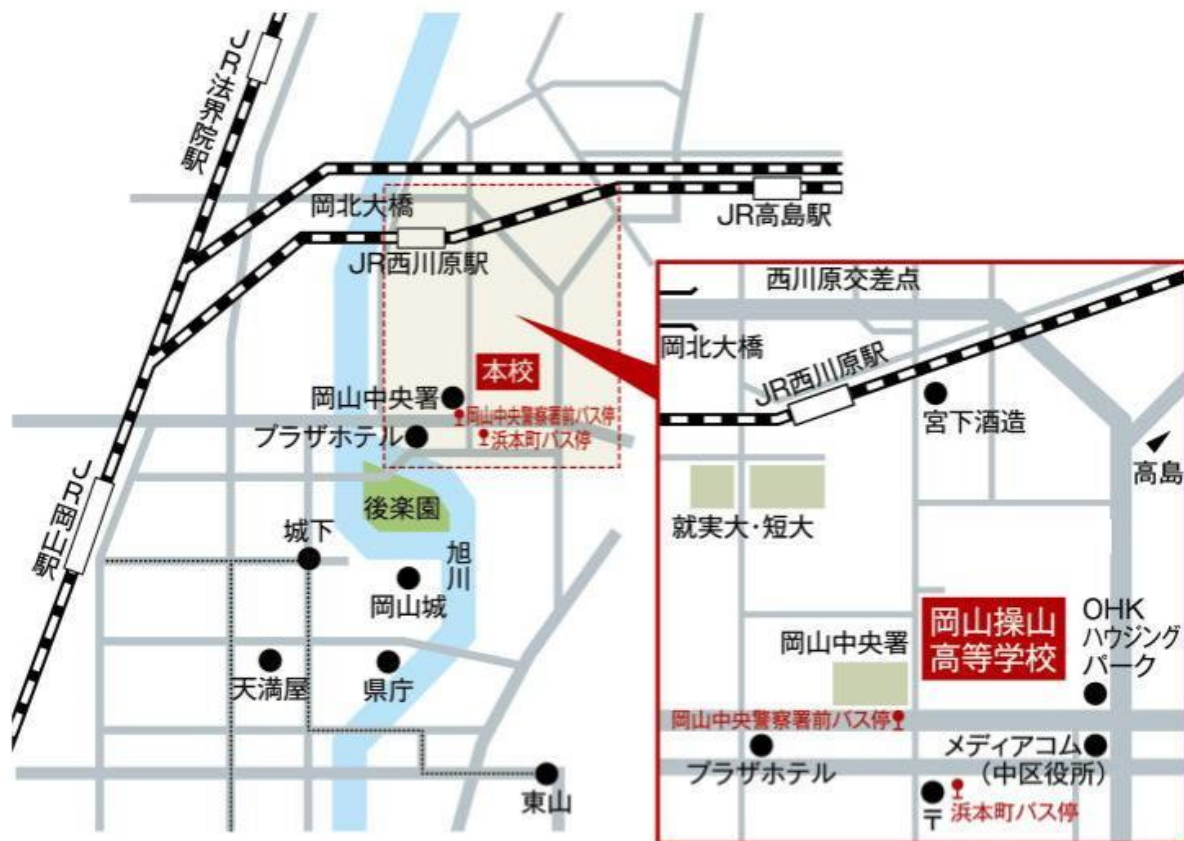 JR法界院駅
岡北大橋
JR高島駅
JR西川原駅
本校
岡山中央署
岡山中央警察署前バス停
プラザホテル
浜本町バス停
JR岡山駅
後楽園
城下
旭川
岡山城
天満屋
県庁
東山
西川原交差点
岡北大橋
JR西川原駅
宮下酒造
高島
就実大・短大
岡山中央署
岡山操山
高等学校
OHK
ハウジング
パーク
岡山中央警察署前バス停
プラザホテル
メディアコム
(中区役所)
〒
浜本町バス停